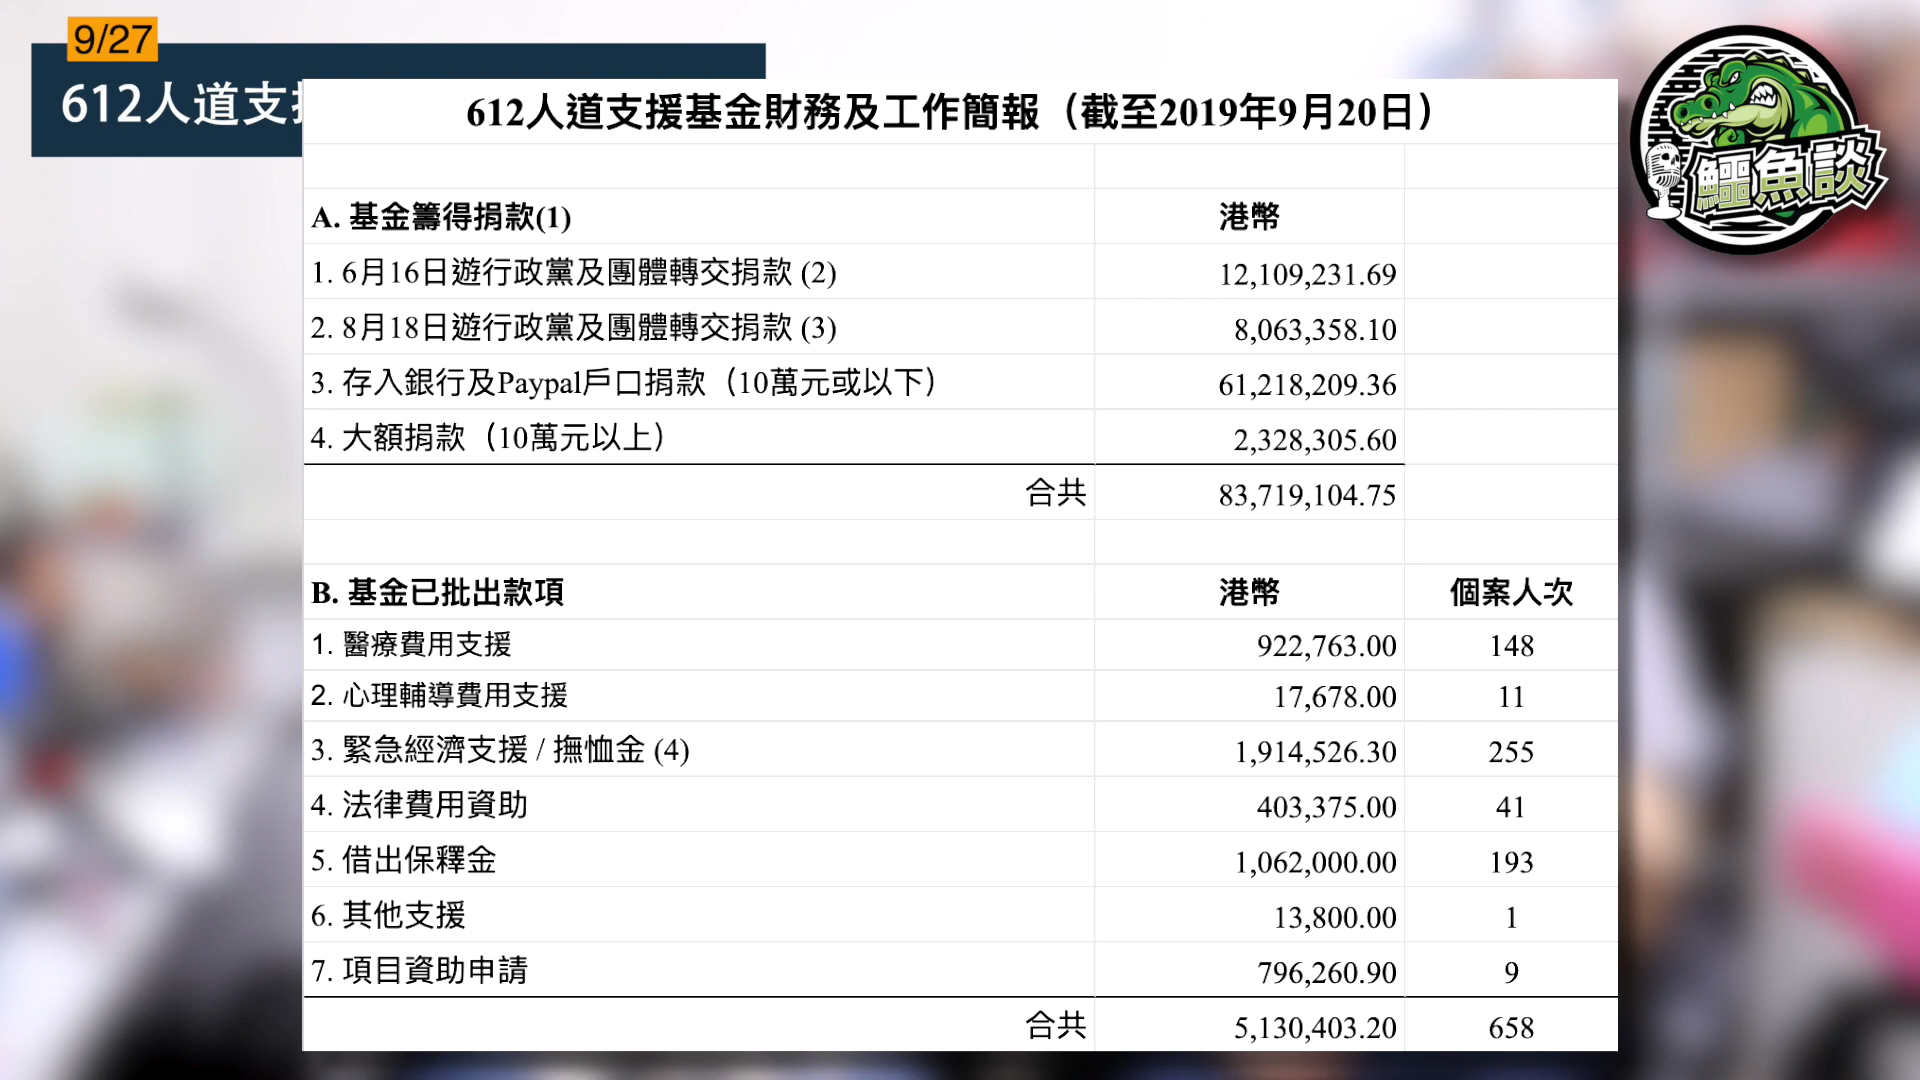 9/27
612人道支援
612人道支援基金財務及工作簡報（截至2019年9月20日）
鱷魚談
A. 基金籌得捐款(1) 港幣
1. 6月16日遊行政黨及團體轉交捐款 (2) 12,109,231.69
2. 8月18日遊行政黨及團體轉交捐款 (3) 8,063,358.10
3. 存入銀行及Paypal戶口捐款（10萬元或以下） 61,218,209.36
4. 大額捐款（10萬元以上） 2,328,305.60
合共 83,719,104.75
B. 基金已批出款項 港幣 個案人次
1. 醫療費用支援 922,763.00 148
2. 心理輔導費用支援 17,678.00 11
3. 緊急經濟支援 / 撫恤金 (4) 1,914,526.30 255
4. 法律費用資助 403,375.00 41
5. 借出保釋金 1,062,000.00 193
6. 其他支援 13,800.00 1
7. 項目資助申請 796,260.90 9
合共 5,130,403.20 658